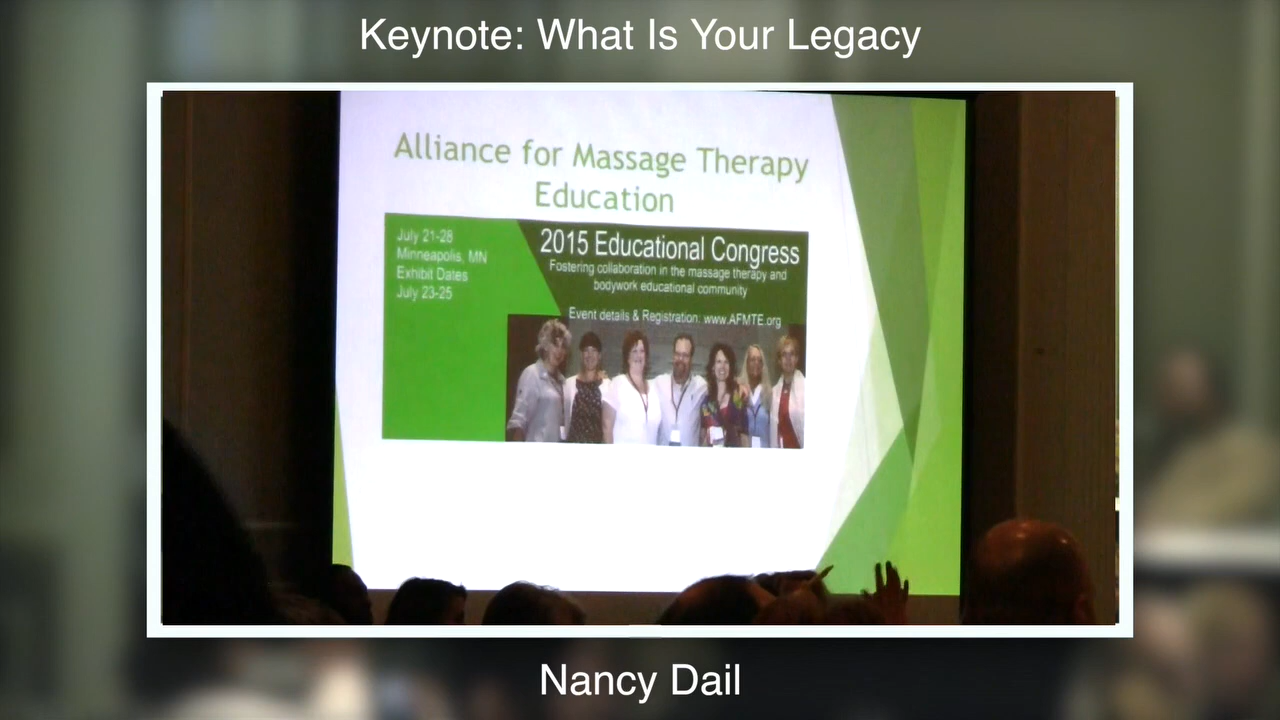 Keynote: What Is Your Legacy
Alliance for Massage Therapy
Education
July 21-28
Minneapolis, MN
Exhibit Dates
July 23-25
2015 Educational Congress
Fostering collaboration in the massage therapy and
bodywork educational community
Event details & Registration: www.AFMTE.org
Nancy Dail